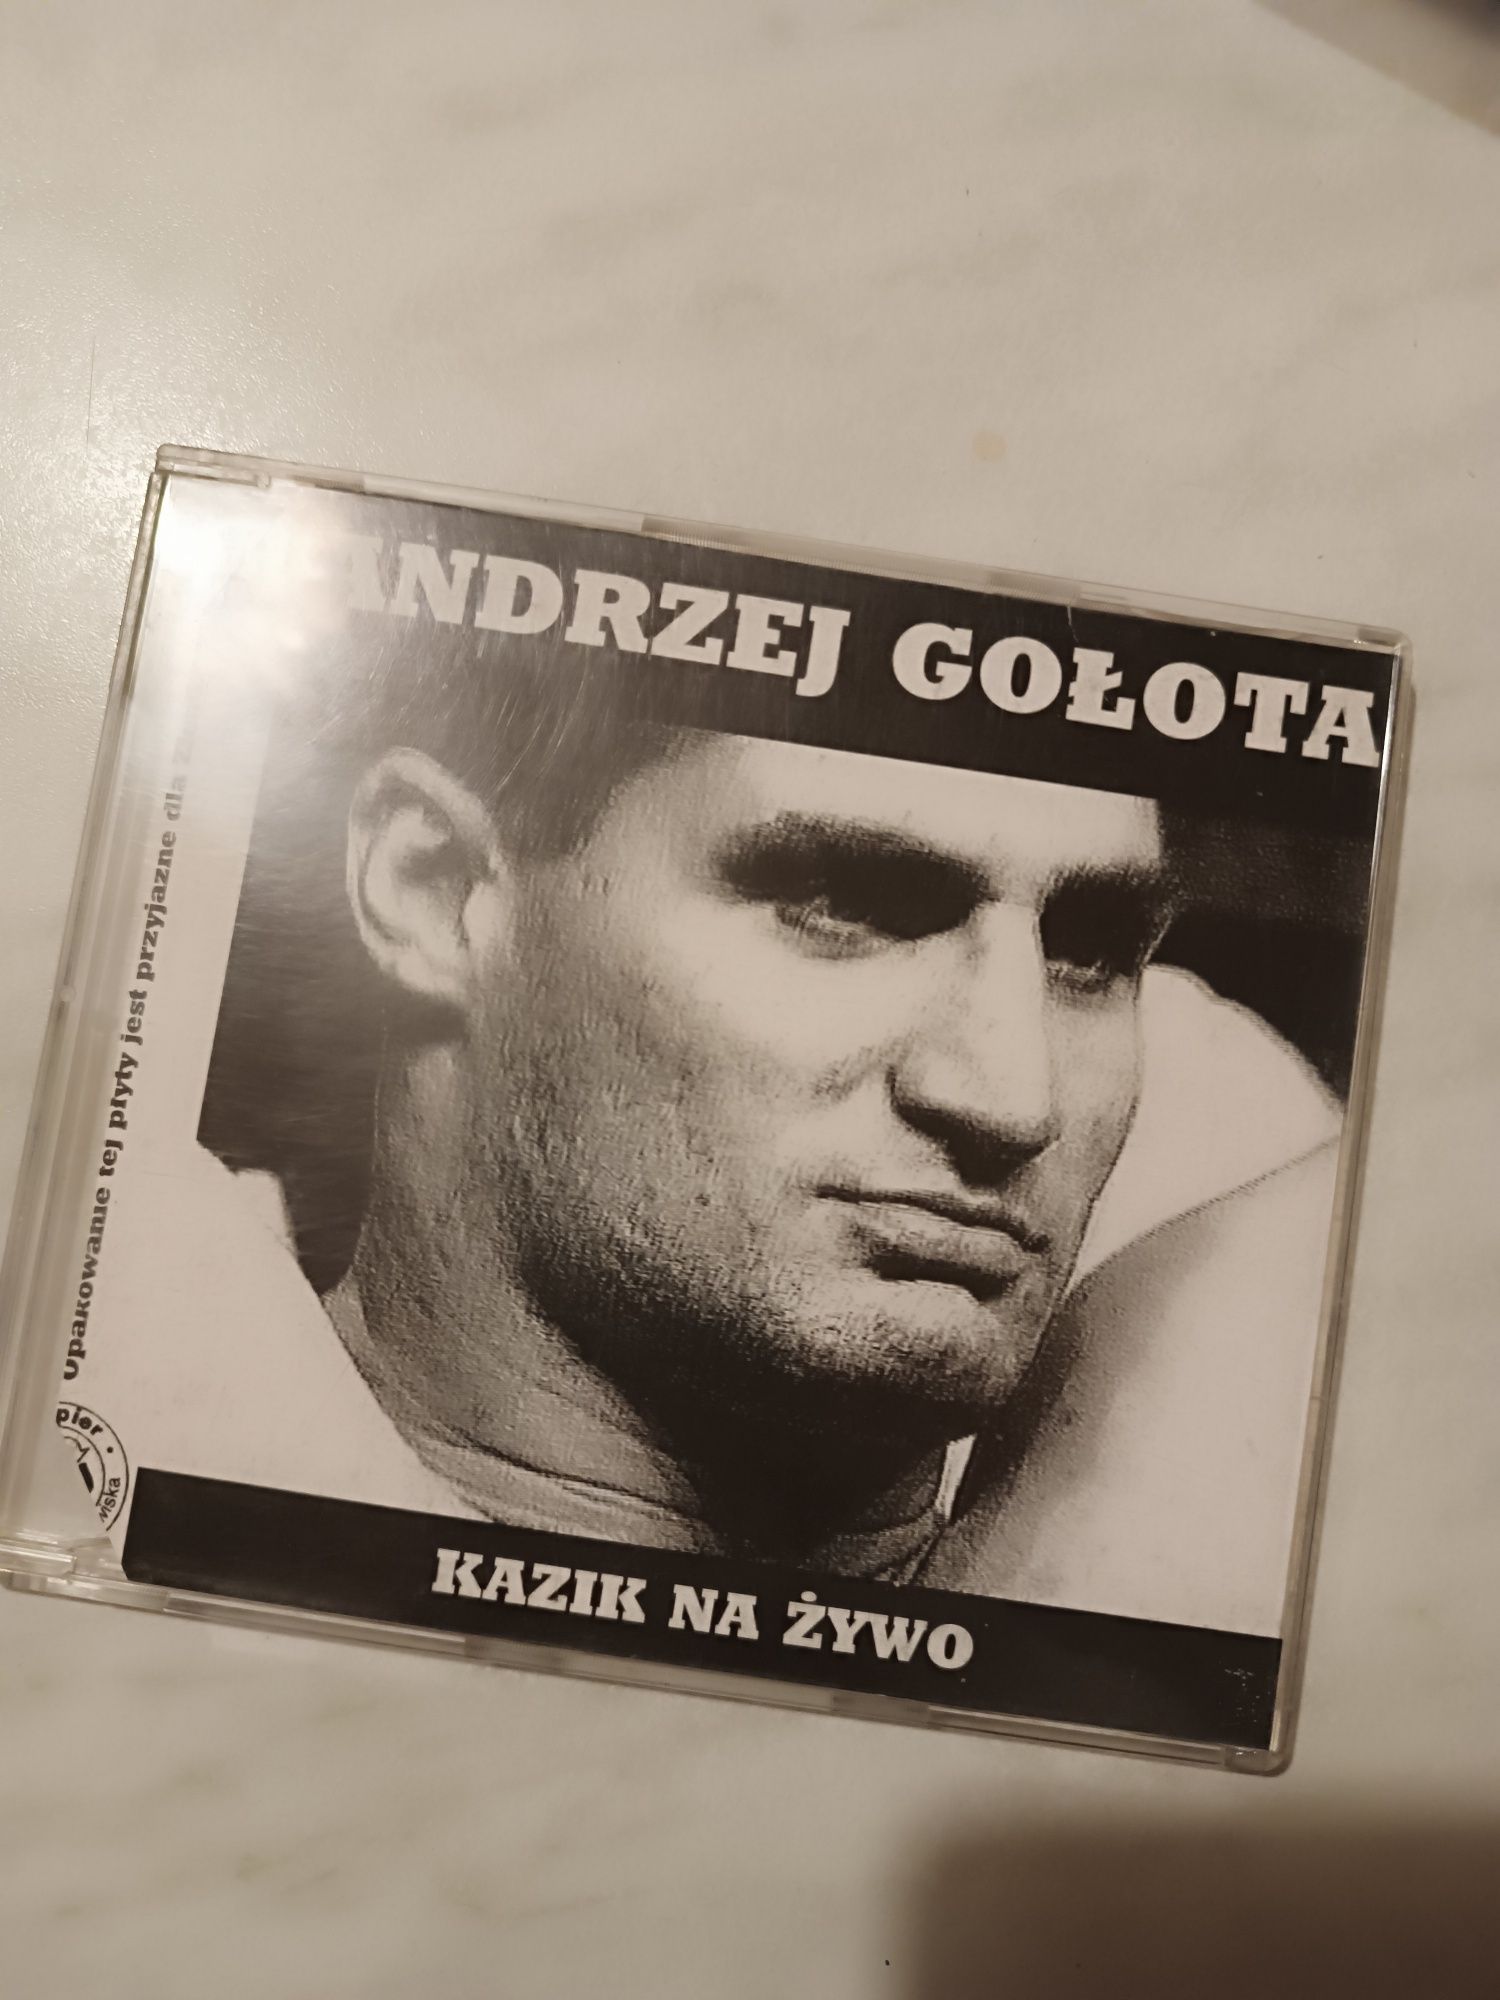 ANDRZEJ GOŁOTA
Opakowanie tej płyty jest przyjazne dla
KAZIK NA ŻYWO